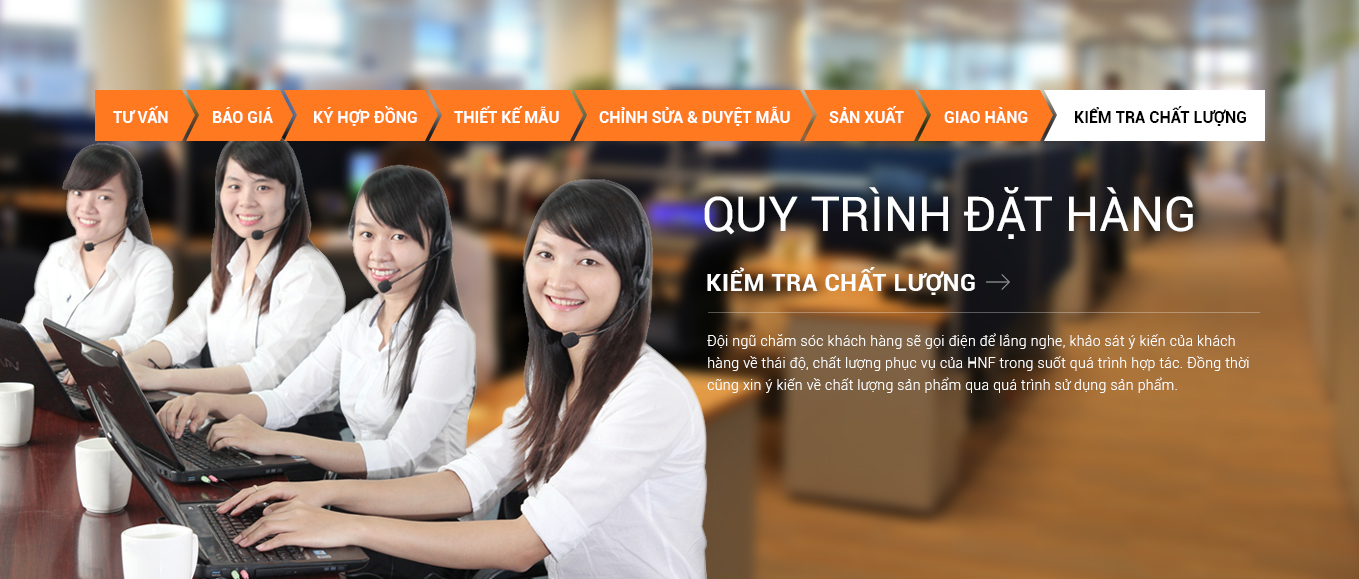 TƯ VẤN
BÁO GIÁ
KÝ HỢP ĐỒNG
THIẾT KẾ MẪU
CHỈNH SỬA & DUYỆT MẪU
SẢN XUẤT
GIAO HÀNG
KIỂM TRA CHẤT LƯỢNG
QUY TRÌNH ĐẶT HÀNG
KIỂM TRA CHẤT LƯỢNG
Đội ngũ chăm sóc khách hàng sẽ gọi điện để lắng nghe, khảo sát ý kiến của khách
hàng về thái độ, chất lượng phục vụ của HNF trong suốt quá trình hợp tác. Đồng thời
cũng xin ý kiến về chất lượng sản phẩm qua quá trình sử dụng sản phẩm.